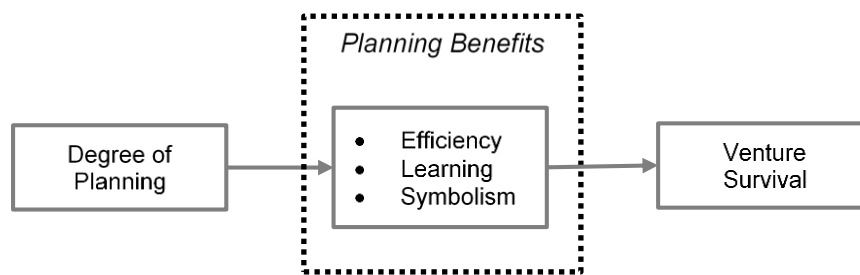 Planning Benefits
Degree of
Planning
• Efficiency
• Learning
• Symbolism
Venture
Survival